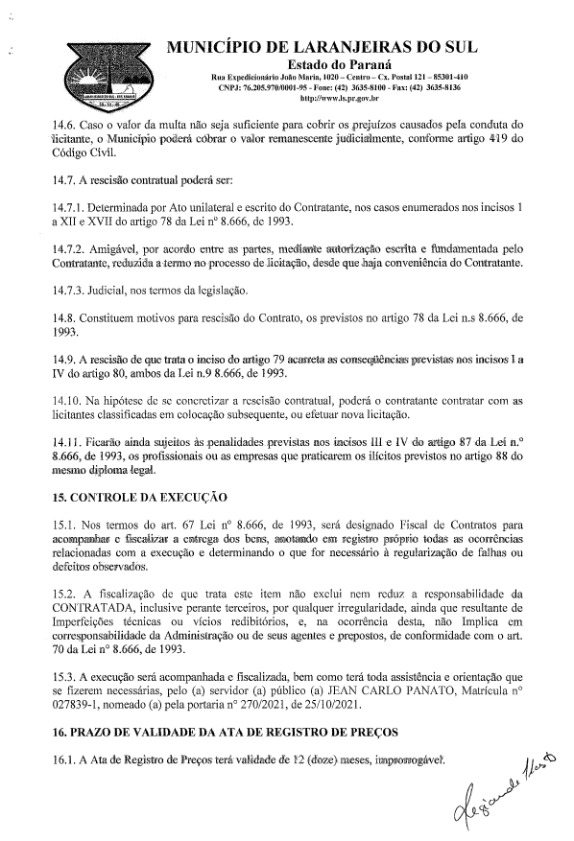 MUNICÍPIO DE LARANJEIRAS DO SUL
Estado do Paraná
Rua Expedicionário João Maria, 1020 – Centro – Cx. Postal 121 – 85301-410
CNPJ: 76.205.970/0001-95 - Fone: (42) 3635-8100 - Fax: (42) 3635-8136
http://www.ls.pr.gov.br
14.6. Caso o valor da multa não seja suficiente para cobrir os prejuízos causados pela conduta do
licitante, o Município poderá cobrar o valor remanescente judicialmente, conforme artigo 419 do
Código Civil.
14.7. A rescisão contratual poderá ser:
14.7.1. Determinada por Ato unilateral e escrito do Contratante, nos casos enumerados nos incisos 1
a XII e XVII do artigo 78 da Lei nº 8.666, de 1993.
14.7.2. Amigável, por acordo entre as partes, mediante autorização escrita e fundamentada pelo
Contratante, reduzida a termo no processo de licitação, desde que haja conveniência do Contratante.
14.7.3. Judicial, nos termos da legislação.
14.8. Constituem motivos para rescisão do Contrato, os previstos no artigo 78 da Lei n.s 8.666, de
1993.
14.9. A rescisão de que trata o inciso do artigo 79 acarreta as conseqüências previstas nos incisos 1 a
IV do artigo 80, ambos da Lei n.9 8.666, de 1993.
14.10. Na hipótese de se concretizar a rescisão contratual, poderá o contratante contratar com as
licitantes classificadas em colocação subsequente, ou efetuar nova licitação.
14.11. Ficarão ainda sujeitos às penalidades previstas nos incisos III e IV do artigo 87 da Lei n.º
8.666, de 1993, os profissionais ou as empresas que praticarem os ilícitos previstos no artigo 88 do
mesmo diploma legal.
15. CONTROLE DA EXECUÇÃO
15.1. Nos termos do art. 67 Lei nº 8.666, de 1993, será designado Fiscal de Contratos para
acompanhar e fiscalizar a entrega dos bens, anotando em registro próprio todas as ocorrências
relacionadas com a execução e determinando o que for necessário à regularização de falhas ou
defeitos observados.
15.2. A fiscalização de que trata este item não exclui nem reduz a responsabilidade da
CONTRATADA, inclusive perante terceiros, por qualquer irregularidade, ainda que resultante de
Imperfeições técnicas ou vícios redibitórios, e, na ocorrência desta, não Implica em
corresponsabilidade da Administração ou de seus agentes e prepostos, de conformidade com o art.
70 da Lei nº 8.666, de 1993.
15.3. A execução será acompanhada e fiscalizada, bem como terá toda assistência e orientação que
se fizerem necessárias, pelo (a) servidor (a) público (a) JEAN CARLO PANATO, Matrícula nº
027839-1, nomeado (a) pela portaria nº 270/2021, de 25/10/2021.
16. PRAZO DE VALIDADE DA ATA DE REGISTRO DE PREÇOS
16.1. A Ata de Registro de Preços terá validade de 12 (doze) meses, improrrogável.